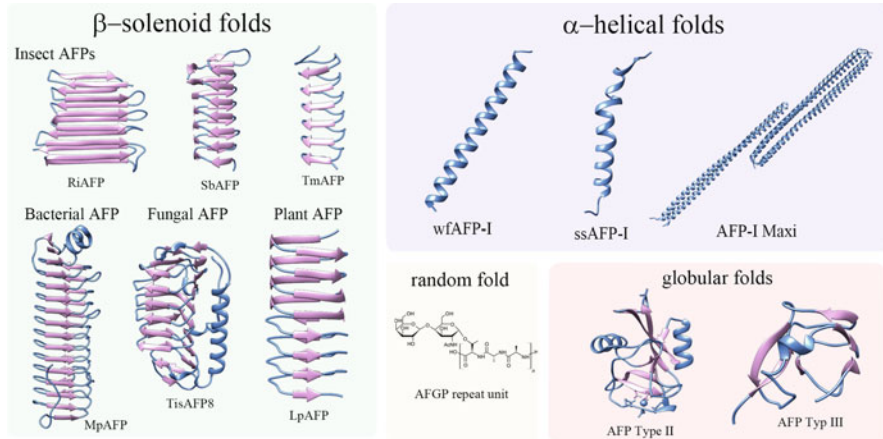 β–solenoid folds
Insect AFPs
RiAFP
SbAFP
TmAFP
Bacterial AFP
Fungal AFP
Plant AFP
MpAFP
TisAFP8
LpAFP
α–helical folds
wfAFP-I
ssAFP-I
AFP-I Maxi
random fold
AFGP repeat unit
globular folds
AFP Type II
AFP Typ III